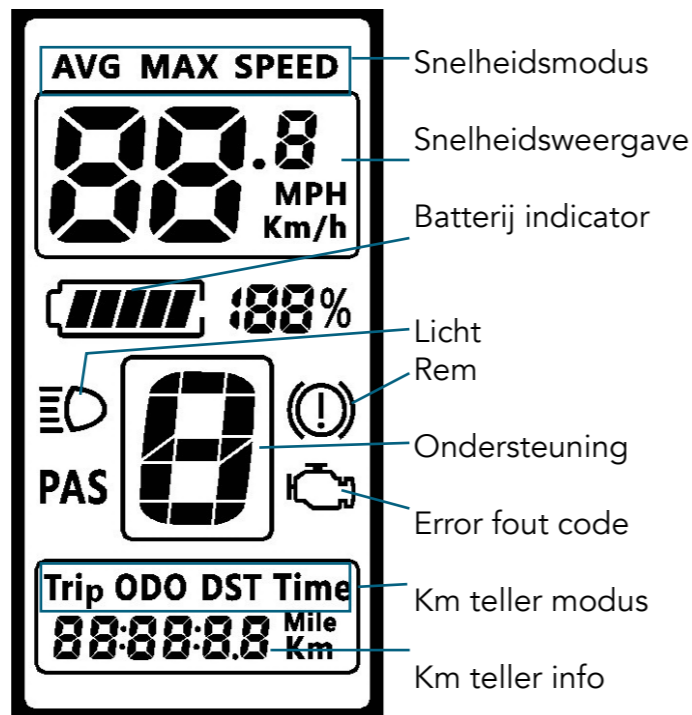 AVG MAX SPEED
Snelheidsmodus
88.8
Snelheidsweergave
MPH
Km/h
Batterij indicator
188%
Licht
Rem
8
Ondersteuning
PAS
Error fout code
Trip ODO DST Time
Km teller modus
88:88:8.8
Mile
Km
Km teller info